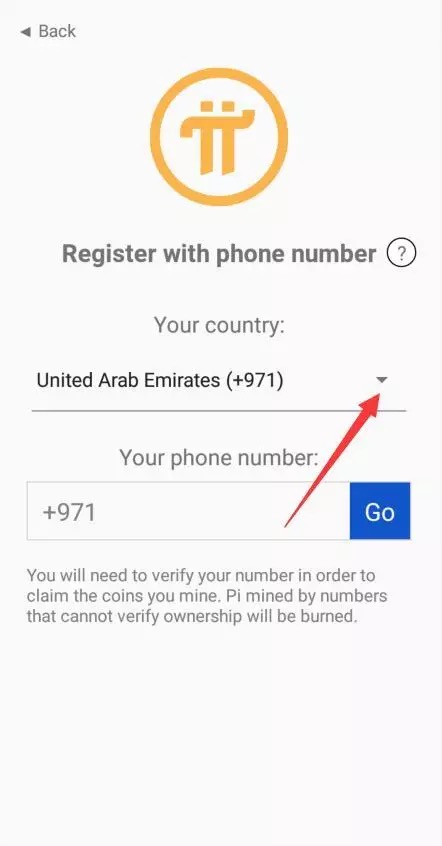 ◄ Back
Register with phone number ?
Your country:
United Arab Emirates (+971)
Your phone number:
+971 Go
You will need to verify your number in order to
claim the coins you mine. Pi mined by numbers
that cannot verify ownership will be burned.